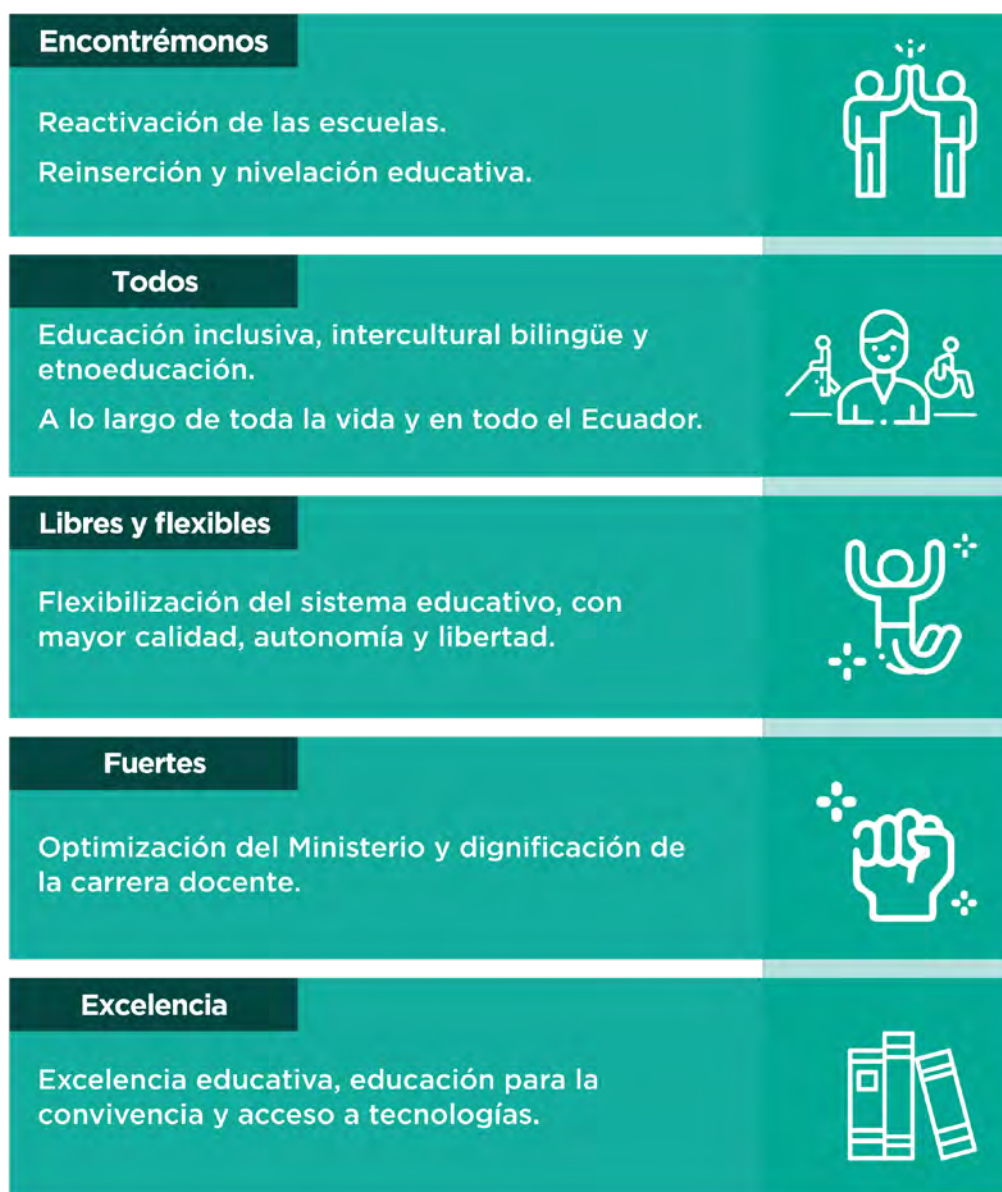 Encontrémonos
Reactivación de las escuelas.
Reinserción y nivelación educativa.
Todos
Educación inclusiva, intercultural bilingüe y
etnoeducación.
A lo largo de toda la vida y en todo el Ecuador.
Libres y flexibles
Flexibilización del sistema educativo, con
mayor calidad, autonomía y libertad.
Fuertes
Optimización del Ministerio y dignificación de
la carrera docente.
Excelencia
Excelencia educativa, educación para la
convivencia y acceso a tecnologías.